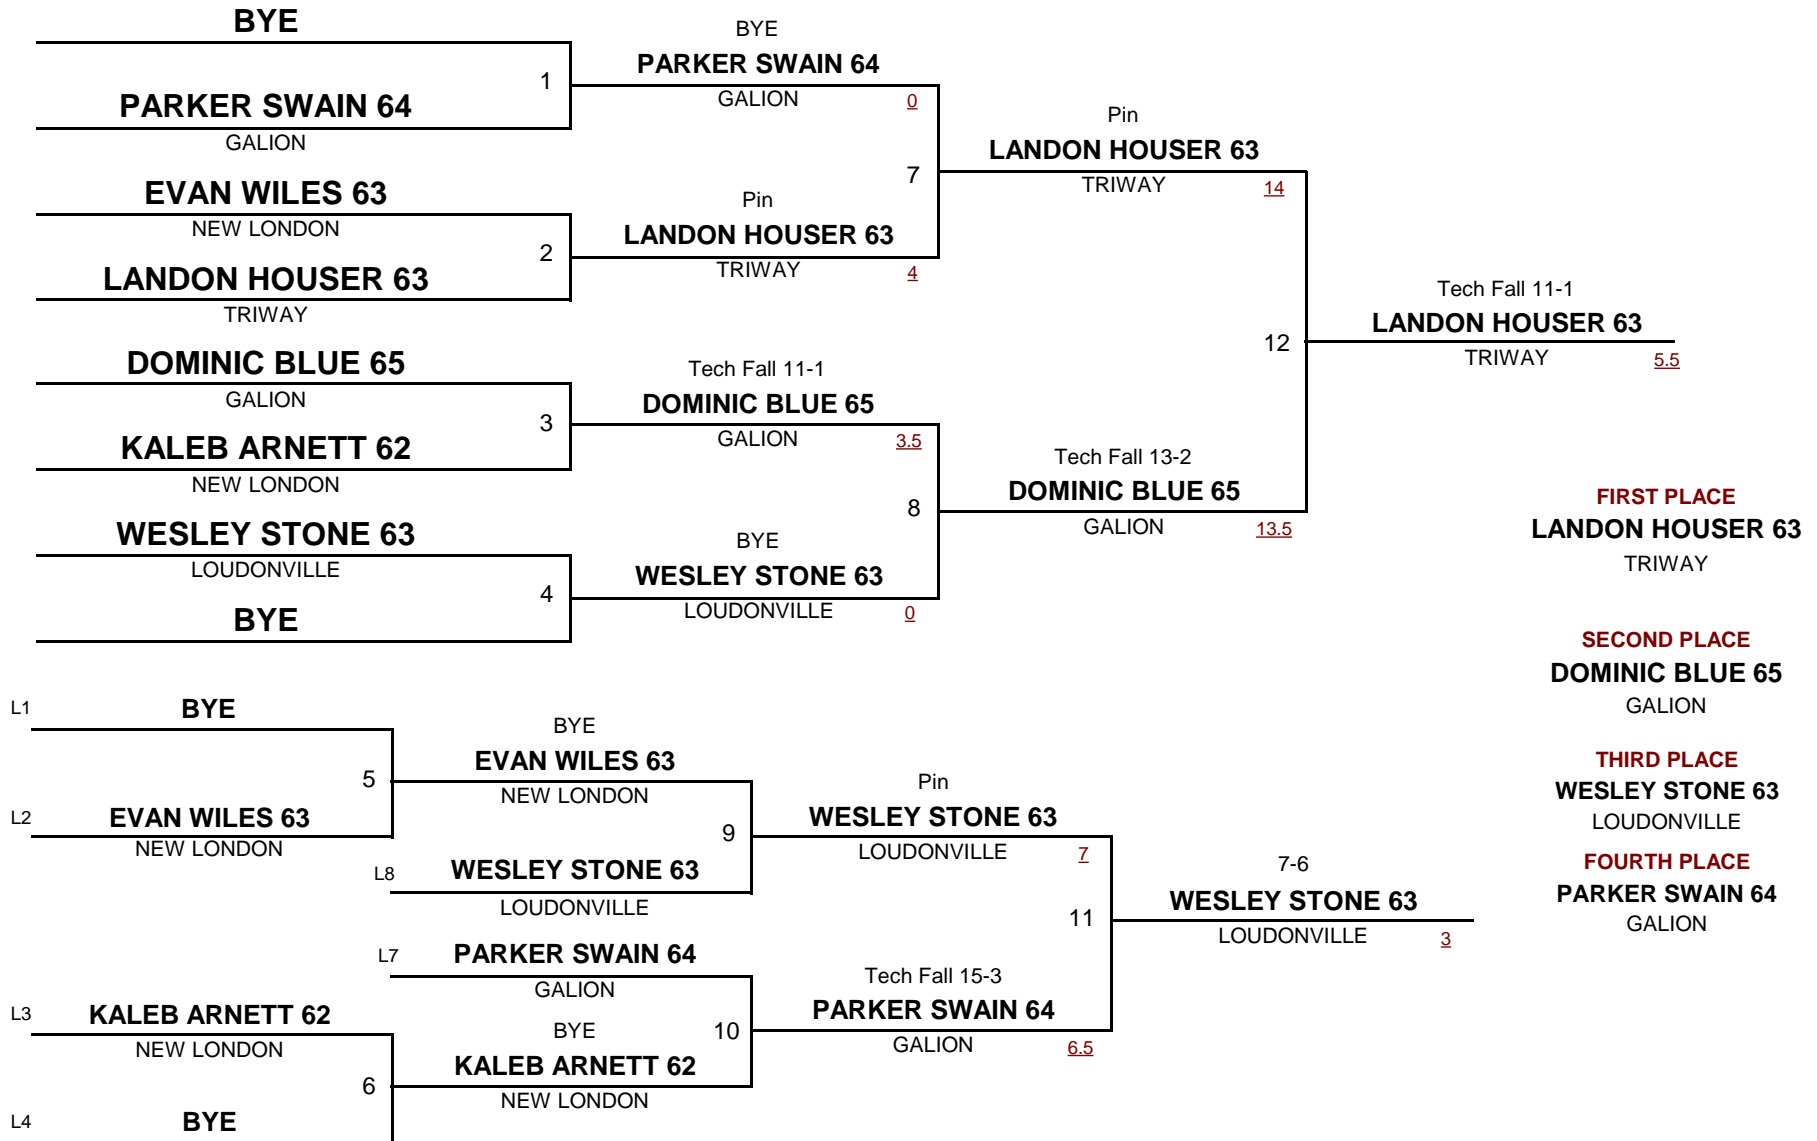 BYE
PARKER SWAIN 64
GALION
1
EVAN WILES 63
NEW LONDON
2
LANDON HOUSER 63
TRIWAY
DOMINIC BLUE 65
GALION
3
KALEB ARNETT 62
NEW LONDON
WESLEY STONE 63
LOUDONVILLE
4
BYE
BYE
PARKER SWAIN 64
GALION 0
7
Pin
LANDON HOUSER 63
TRIWAY 4
Tech Fall 11-1
DOMINIC BLUE 65
GALION 3.5
8
BYE
WESLEY STONE 63
LOUDONVILLE 0
Pin
LANDON HOUSER 63
TRIWAY 14
12
Tech Fall 13-2
DOMINIC BLUE 65
GALION 13.5
Tech Fall 11-1
LANDON HOUSER 63
TRIWAY 5.5
FIRST PLACE
LANDON HOUSER 63
TRIWAY
SECOND PLACE
DOMINIC BLUE 65
GALION
THIRD PLACE
WESLEY STONE 63
LOUDONVILLE
FOURTH PLACE
PARKER SWAIN 64
GALION
L1 BYE
5
L2 EVAN WILES 63
NEW LONDON
L3 KALEB ARNETT 62
NEW LONDON
6
L4 BYE
BYE
EVAN WILES 63
NEW LONDON
9
L8 WESLEY STONE 63
LOUDONVILLE
L7 PARKER SWAIN 64
GALION
10
BYE
KALEB ARNETT 62
NEW LONDON
Pin
WESLEY STONE 63
LOUDONVILLE 7
11
Tech Fall 15-3
PARKER SWAIN 64
GALION 6.5
7-6
WESLEY STONE 63
LOUDONVILLE 3